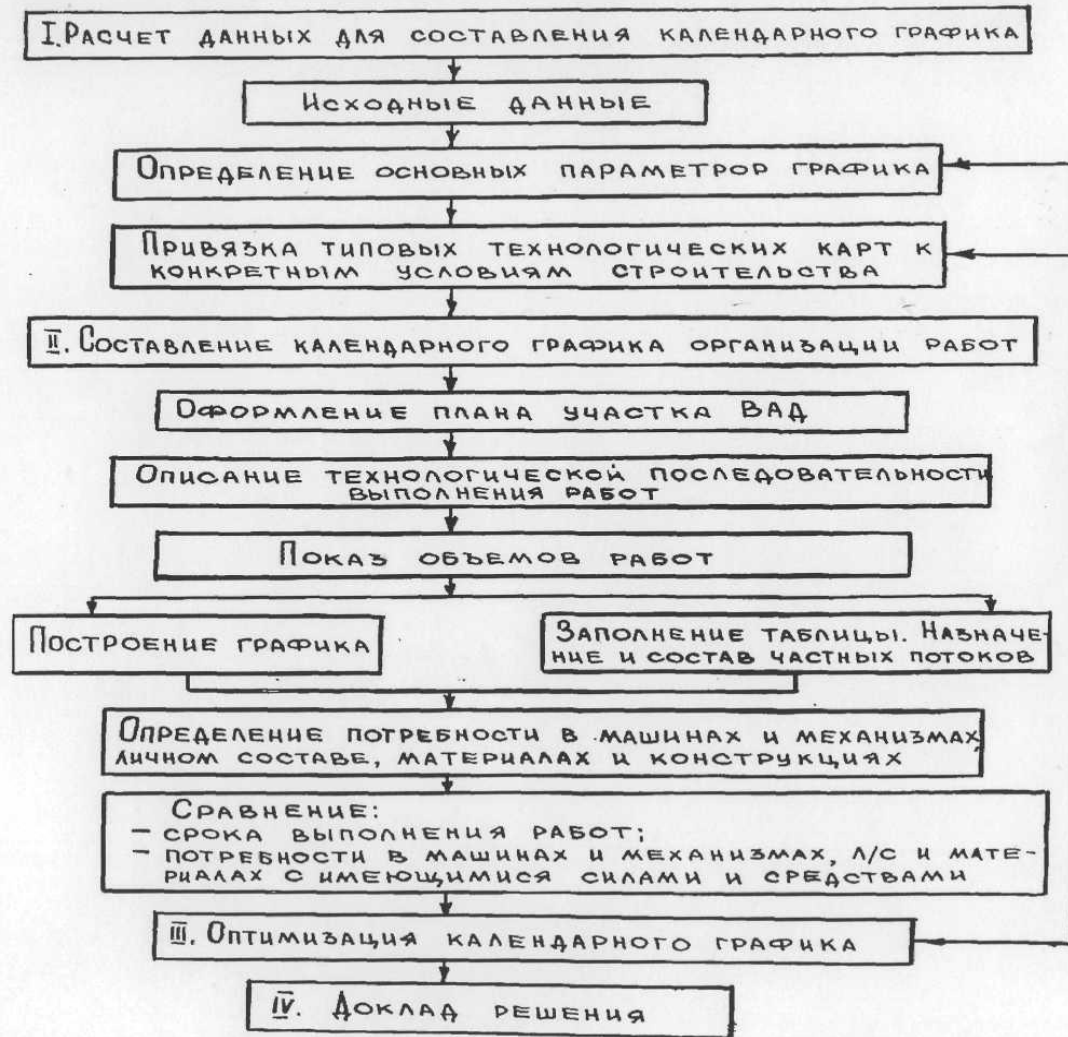 I. РАСЧЕТ ДАННЫХ ДЛЯ СОСТАВЛЕНИЯ КАЛЕНДАРНОГО ГРАФИКА
ИСХОДНЫЕ ДАННЫЕ
ОПРЕДЕЛЕНИЕ ОСНОВНЫХ ПАРАМЕТРОР ГРАФИКА
ПРИВЯЗКА ТИПОВЫХ ТЕХНОЛОГИЧЕСКИХ КАРТ К
КОНКРЕТНЫМ УСЛОВИЯМ СТРОИТЕЛЬСТВА
II. СОСТАВЛЕНИЕ КАЛЕНДАРНОГО ГРАФИКА ОРГАНИЗАЦИИ РАБОТ
ОФОРМЛЕНИЕ ПЛАНА УЧАСТКА ВАД
ОПИСАНИЕ ТЕХНОЛОГИЧЕСКОЙ ПОСЛЕДОВАТЕЛЬНОСТИ
ВЫПОЛНЕНИЯ РАБОТ
ПОКАЗ ОБЪЕМОВ РАБОТ
ПОСТРОЕНИЕ ГРАФИКА
ЗАПОЛНЕНИЕ ТАБЛИЦЫ. НАЗНАЧЕ-
НИЕ И СОСТАВ ЧАСТНЫХ ПОТОКОВ
ОПРЕДЕЛЕНИЕ ПОТРЕБНОСТИ В МАШИНАХ И МЕХАНИЗМАХ,
ЛИЧНОМ СОСТАВЕ, МАТЕРИАЛАХ И КОНСТРУКЦИЯХ
СРАВНЕНИЕ:
– СРОКА ВЫПОЛНЕНИЯ РАБОТ;
– ПОТРЕБНОСТИ В МАШИНАХ И МЕХАНИЗМАХ, Л/С И МАТЕ-
РИАЛАХ С ИМЕЮЩИМИСЯ СИЛАМИ И СРЕДСТВАМИ
III. ОПТИМИЗАЦИЯ КАЛЕНДАРНОГО ГРАФИКА
IV. ДОКЛАД РЕШЕНИЯ